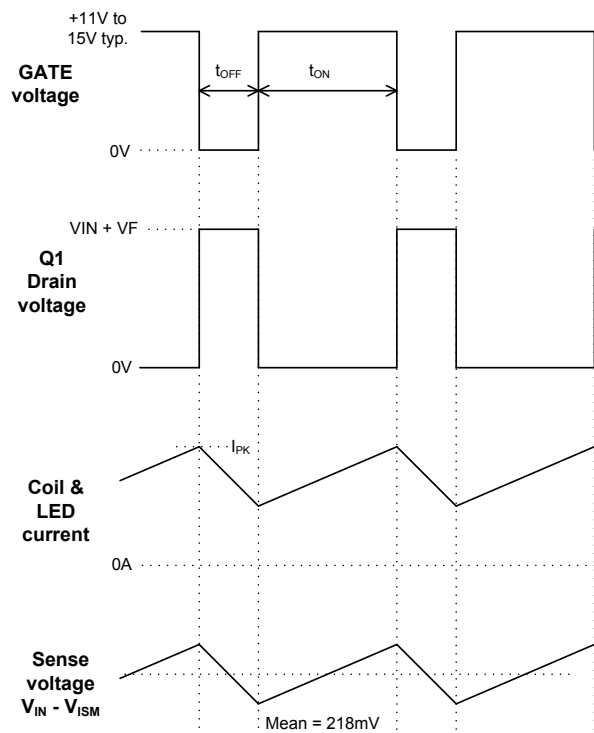 +11V to
15V typ.
GATE
voltage
tOFF
tON
0V
VIN + VF
Q1
Drain
voltage
0V
IPK
Coil &
LED
current
0A
Sense
voltage
VIN - VISM
Mean = 218mV